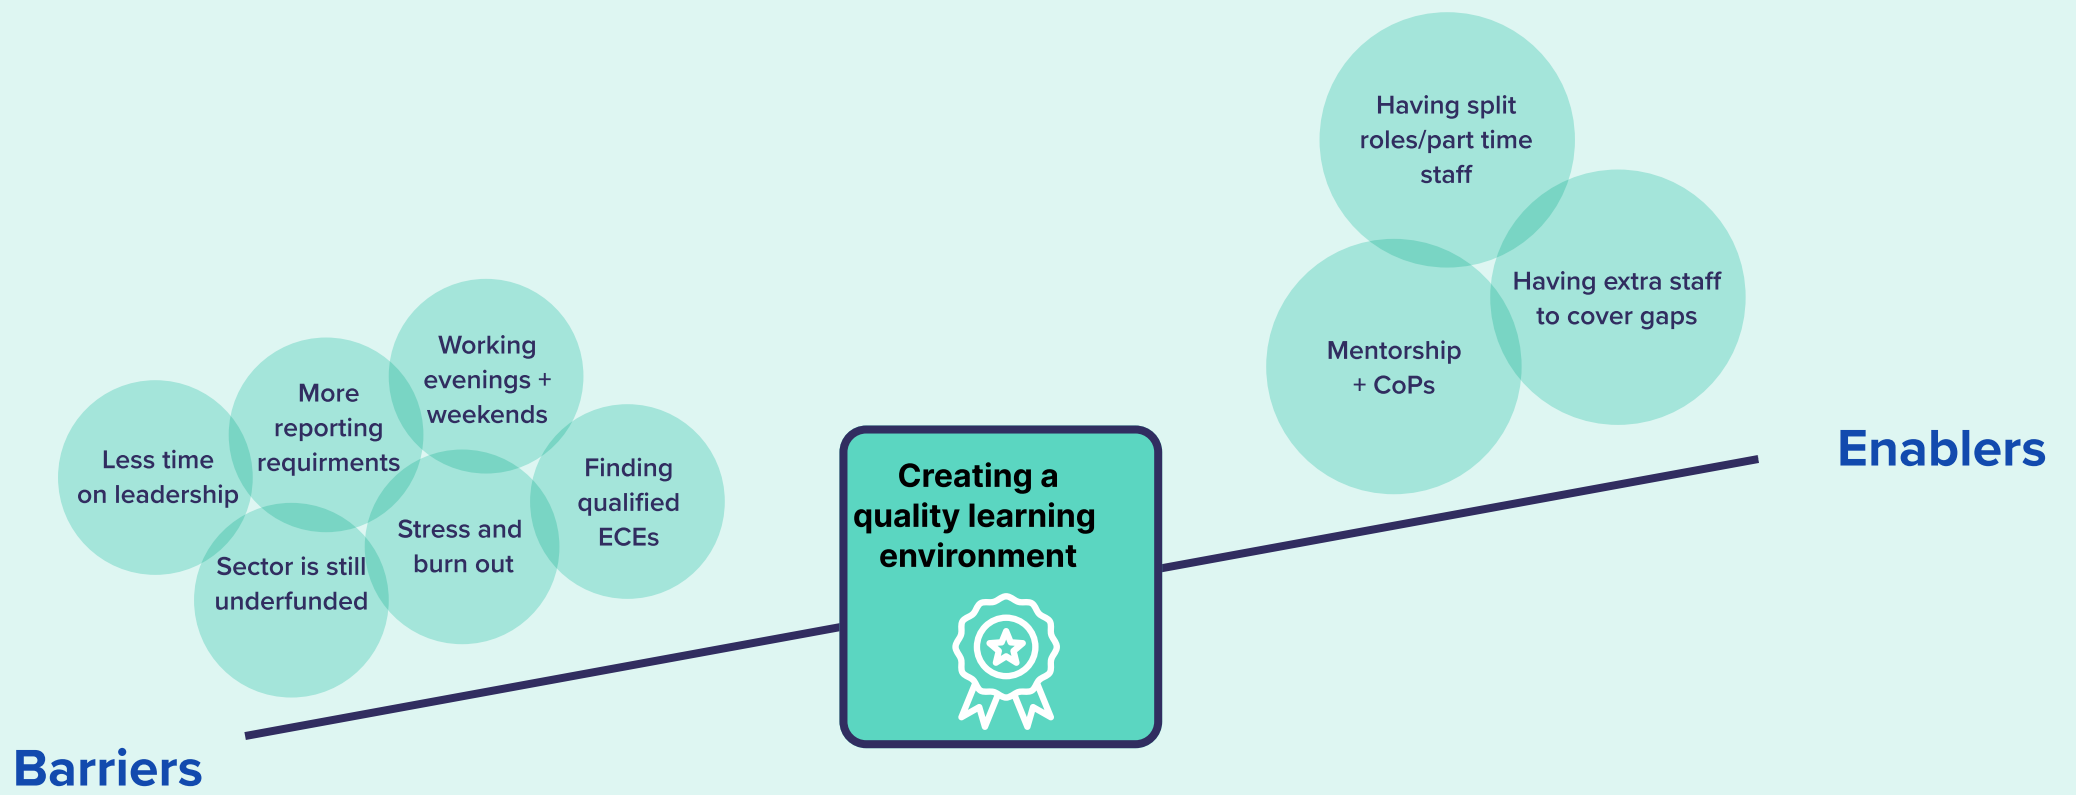 Less time
on leadership
More
reporting
requirments
Working
evenings +
weekends
Sector is still
underfunded
Stress and
burn out
Finding
qualified
ECEs
Barriers
Creating a
quality learning
environment
Having split
roles/part time
staff
Having extra staff
to cover gaps
Mentorship
+ CoPs
Enablers